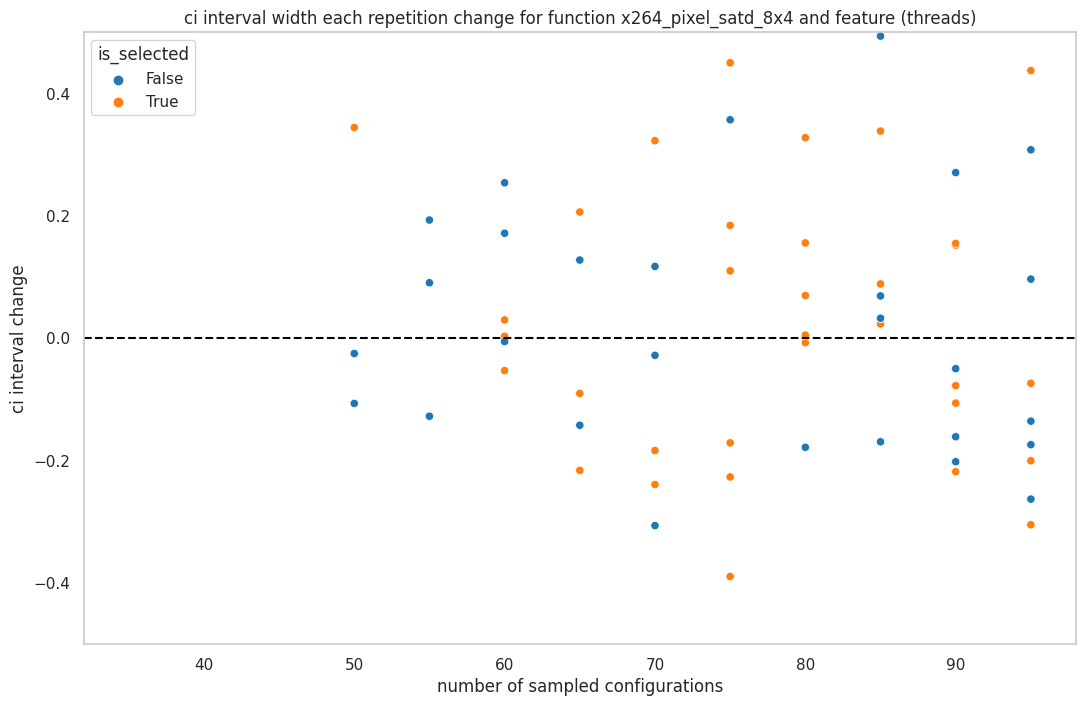 ci interval width each repetition change for function x264_pixel_satd_8x4 and feature (threads)
is_selected
False
True
0.4
0.2
0.0
−0.2
−0.4
ci interval change
40 50 60 70 80 90
number of sampled configurations